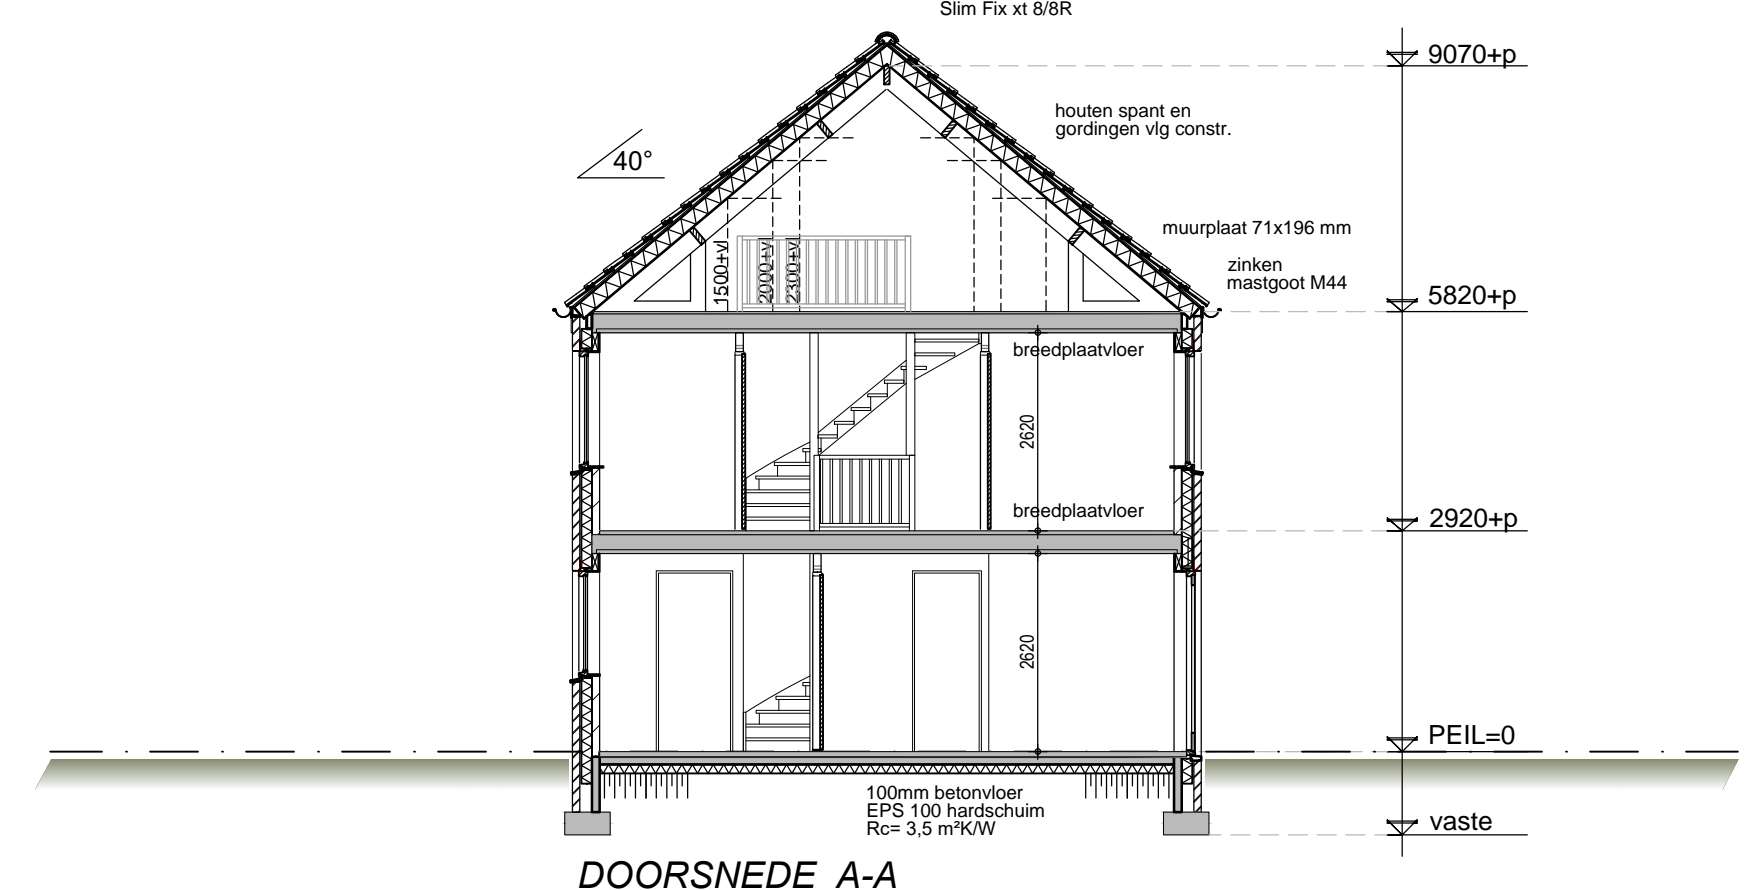 Slim Fix xt 8/8R
9070+p
houten spant en
gordingen vlg constr.
40°
muurplaat 71x196 mm
zinken
mastgoot M44
1500+vl
2000+vl
2300+vl
5820+p
breedplaatvloer
2620
breedplaatvloer
2920+p
2620
PEIL=0
100mm betonvloer
EPS 100 hardschuim
Rc= 3,5 m²K/W
vaste
DOORSNEDE A-A